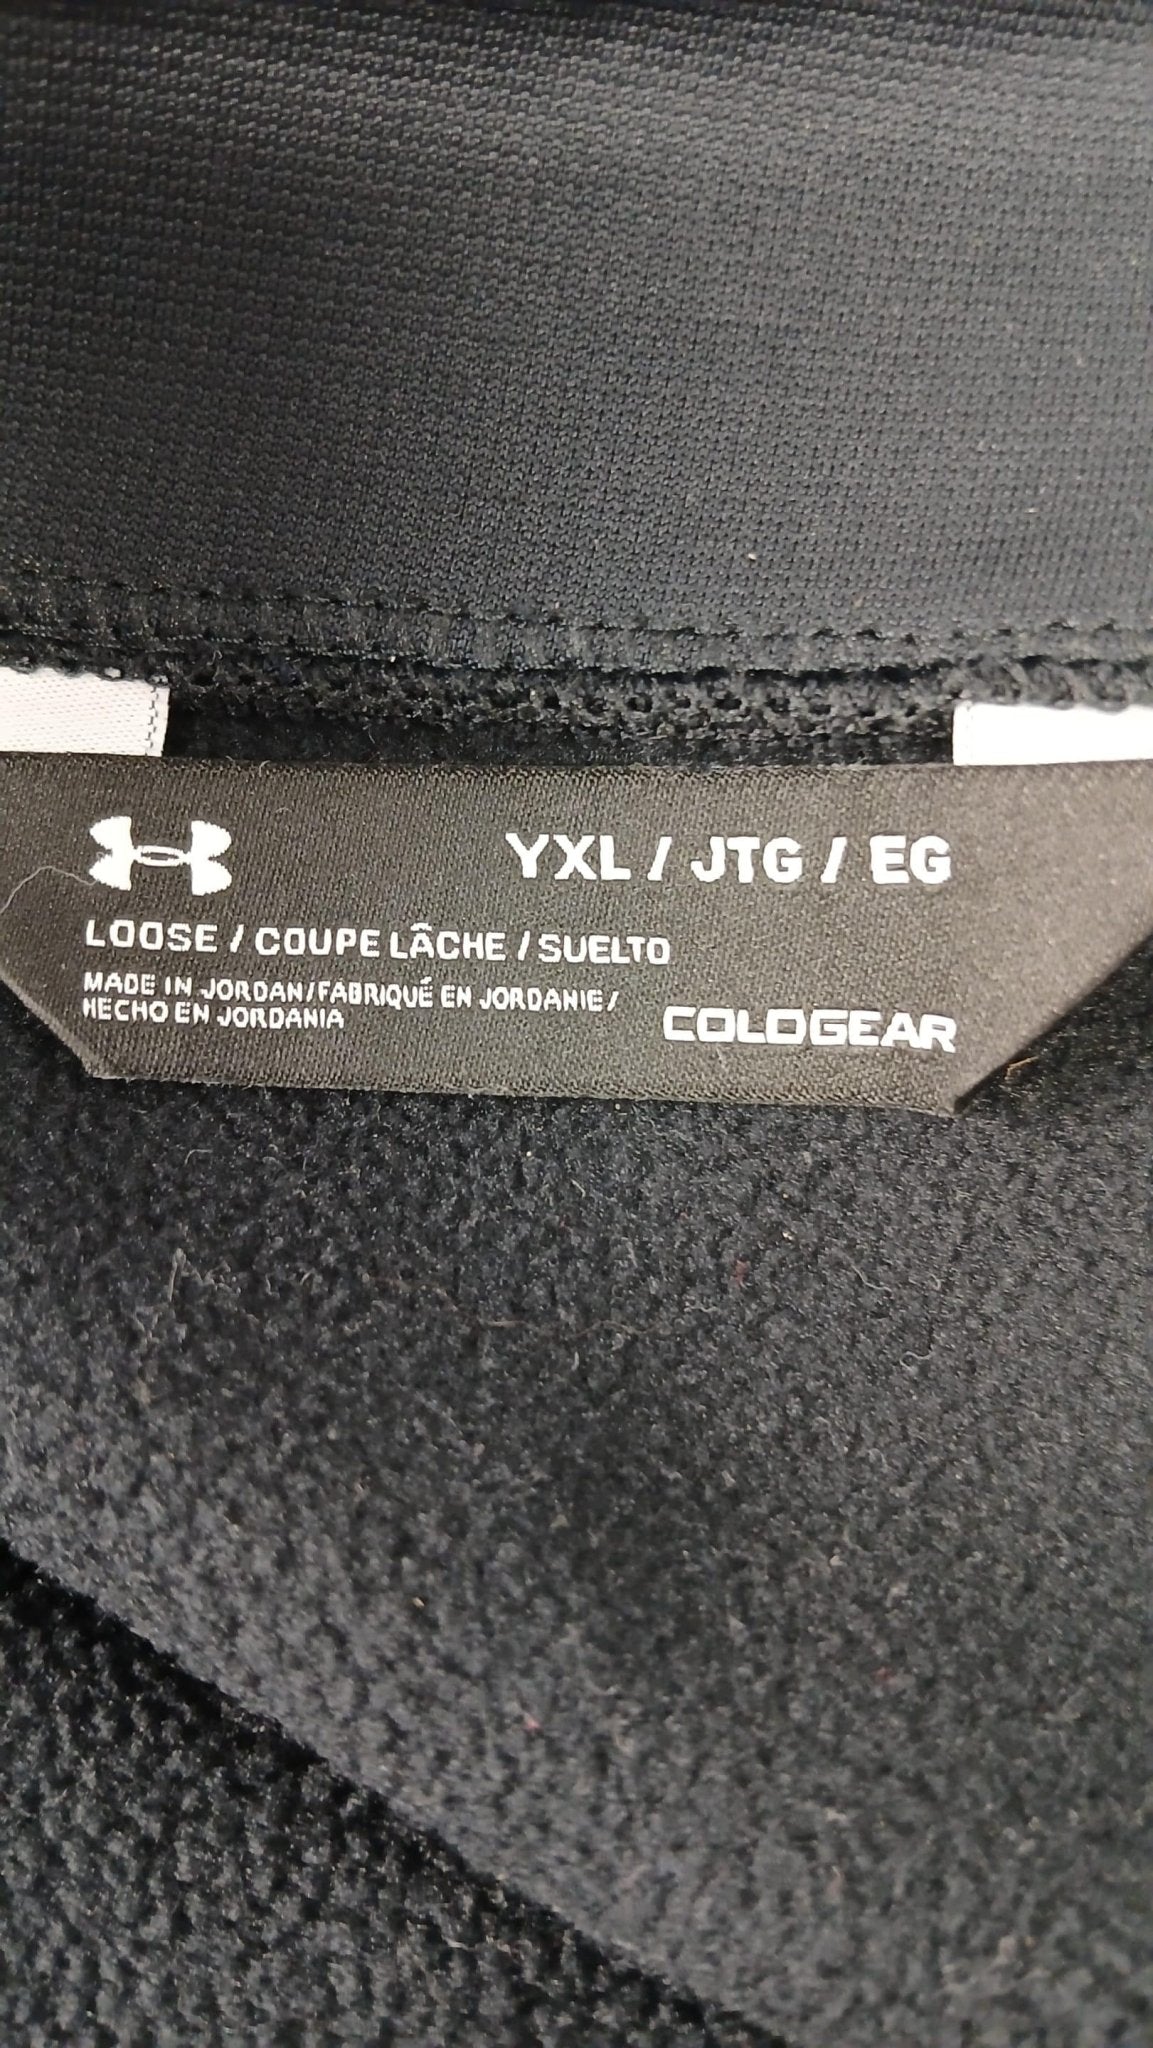 YXL / JTG / EG
LOOSE / COUPE LÂCHE / SUELTO
MADE IN JORDAN/FABRIQUÉ EN JORDANIE/
HECHO EN JORDANIA
COLDGEAR